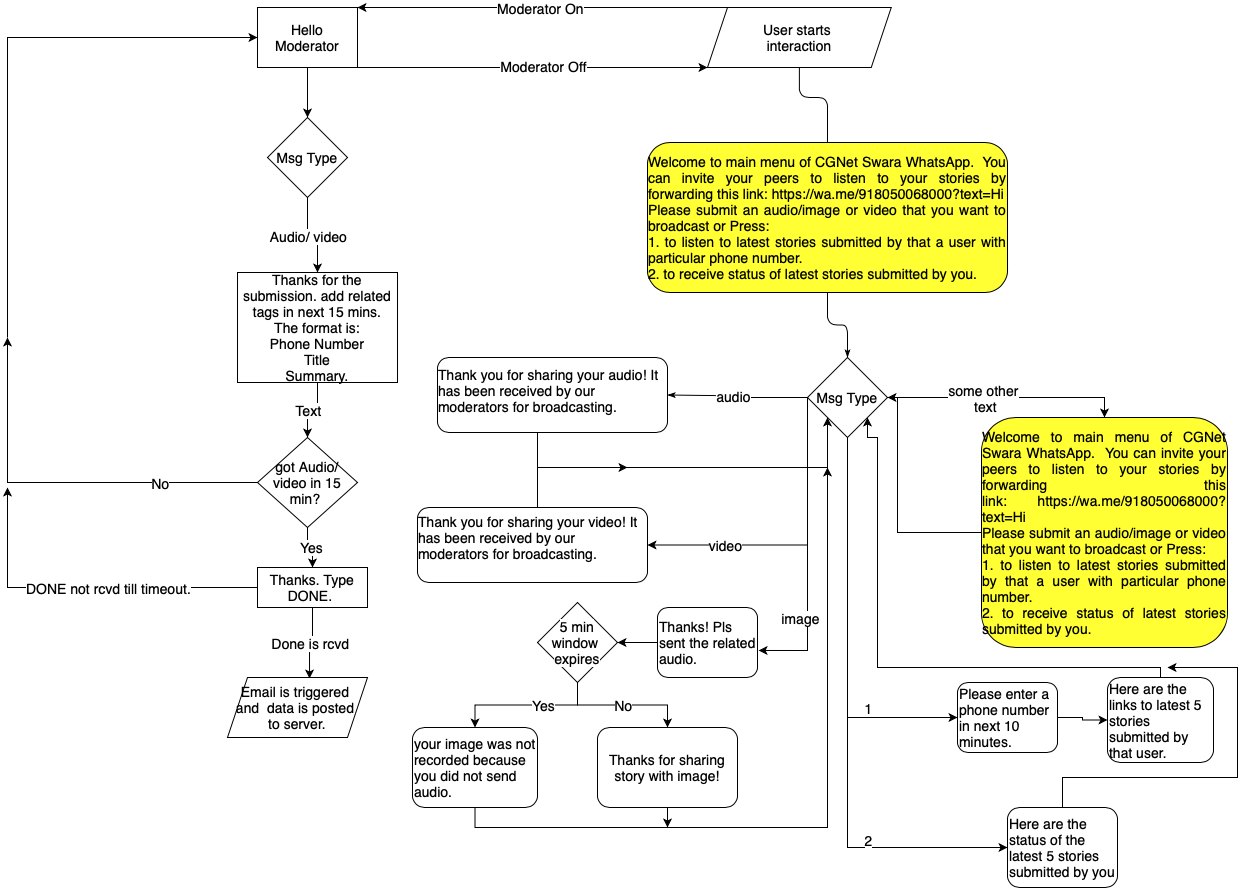 Moderator On
Hello
Moderator
User starts
interaction
Moderator Off
Msg Type
Audio/ video
Thanks for the
submission. add related
tags in next 15 mins.
The format is:
Phone Number
Title
Summary.
Text
got Audio/
video in 15
min?
No
Yes
Thanks. Type
DONE.
DONE not rcvd till timeout.
Done is rcvd
Email is triggered
and data is posted
to server.
Welcome to main menu of CGNet Swara WhatsApp. You
can invite your peers to listen to your stories by
forwarding this link: https://wa.me/918050068000?text=Hi
Please submit an audio/image or video that you want to
broadcast or Press:
1. to listen to latest stories submitted by that a user with
particular phone number.
2. to receive status of latest stories submitted by you.
Msg Type
audio
Thank you for sharing your audio! It
has been received by our
moderators for broadcasting.
some other
text
Welcome to main menu of CGNet
Swara WhatsApp. You can invite your
peers to listen to your stories by
forwarding this
link: https://wa.me/918050068000?
text=Hi
Please submit an audio/image or video
that you want to broadcast or Press:
1. to listen to latest stories submitted
by that a user with particular phone
number.
2. to receive status of latest stories
submitted by you.
Thank you for sharing your video! It
has been received by our
moderators for broadcasting.
video
image
Thanks! Pls
sent the related
audio.
5 min
window
expires
Yes
No
your image was not
recorded because
you did not send
audio.
Thanks for sharing
story with image!
1
Please enter a
phone number
in next 10
minutes.
Here are the
links to latest 5
stories
submitted by
that user.
2
Here are the
status of the
latest 5 stories
submitted by you